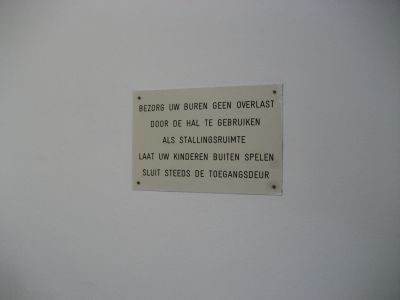 BEZORG UW BUREN GEEN OVERLAST
DOOR DE HAL TE GEBRUIKEN
ALS STALLINGSRUIMTE
LAAT UW KINDEREN BUITEN SPELEN
SLUIT STEEDS DE TOEGANGSDEUR